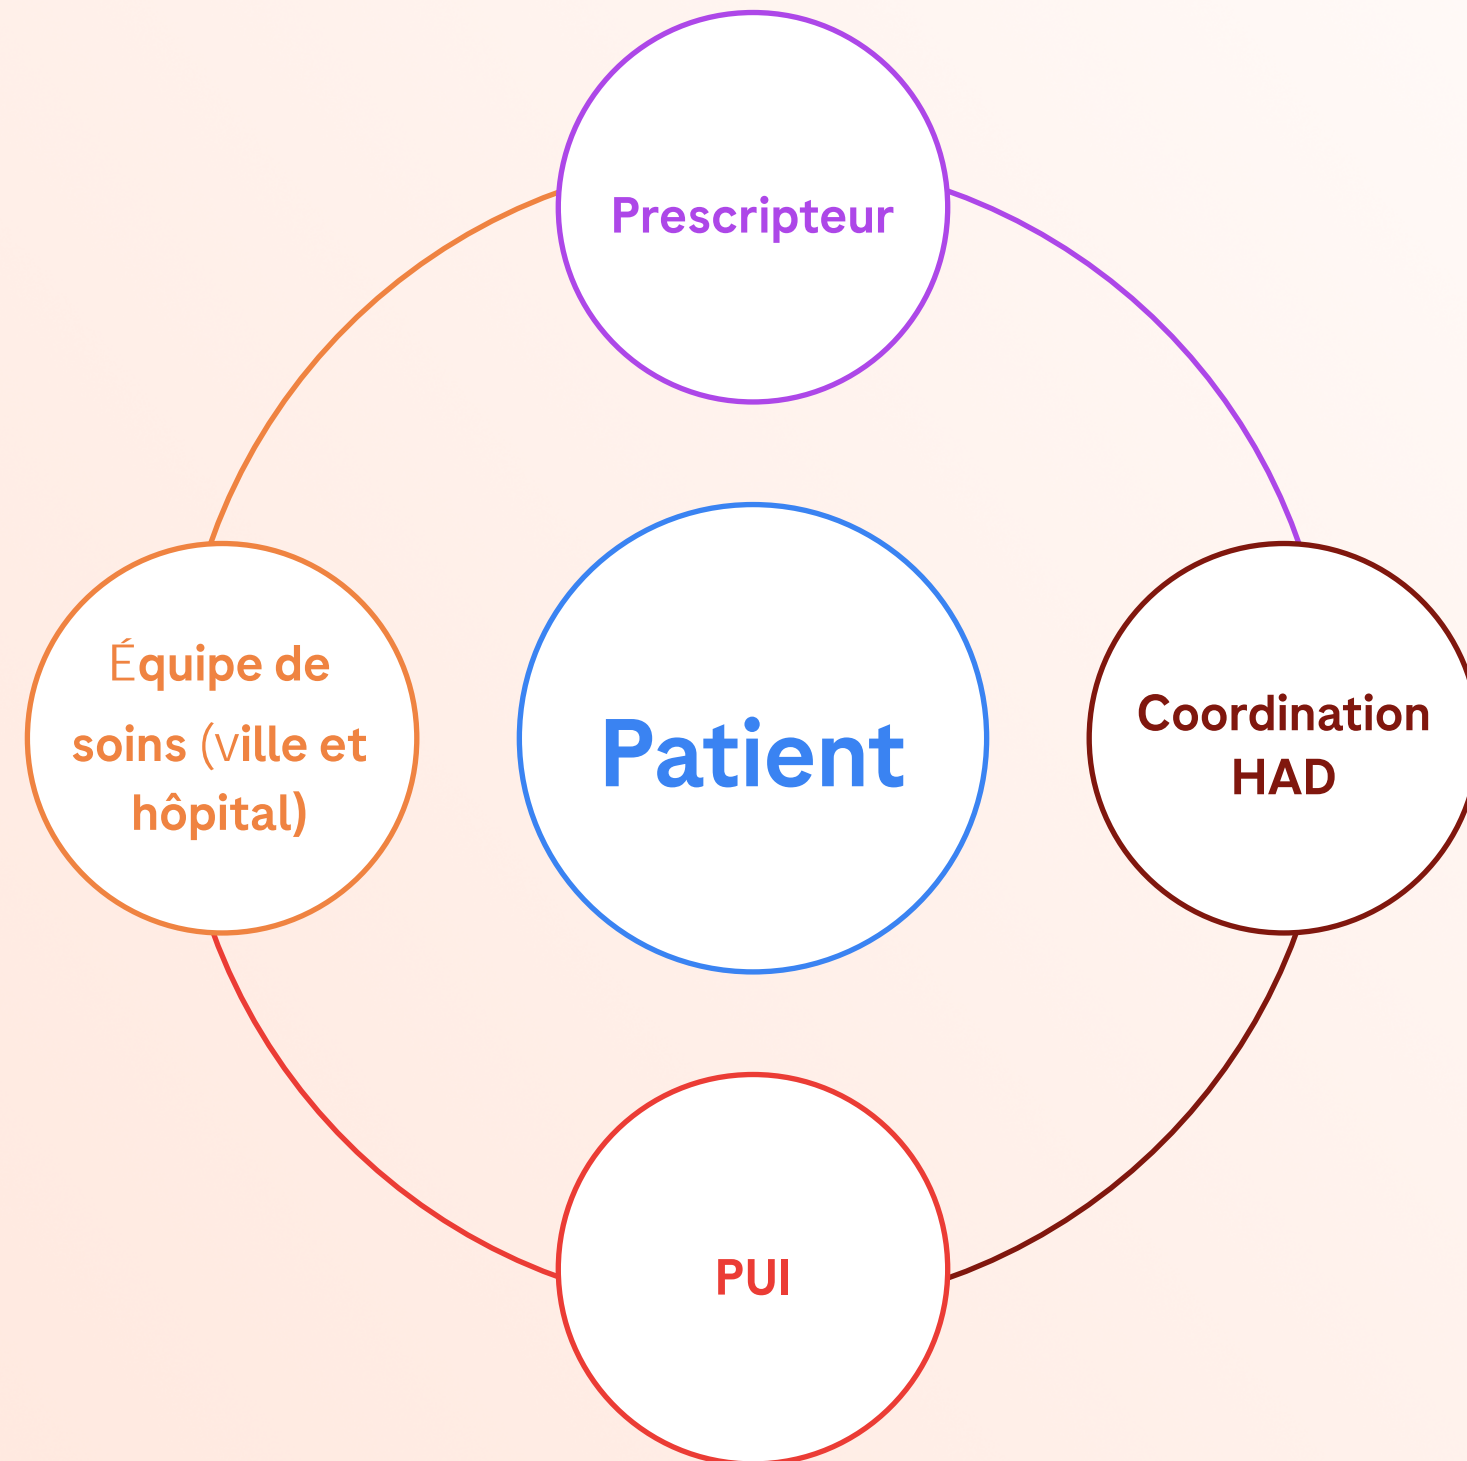 Prescripteur
Équipe de
soins (ville et
hôpital)
Patient
Coordination
HAD
PUI